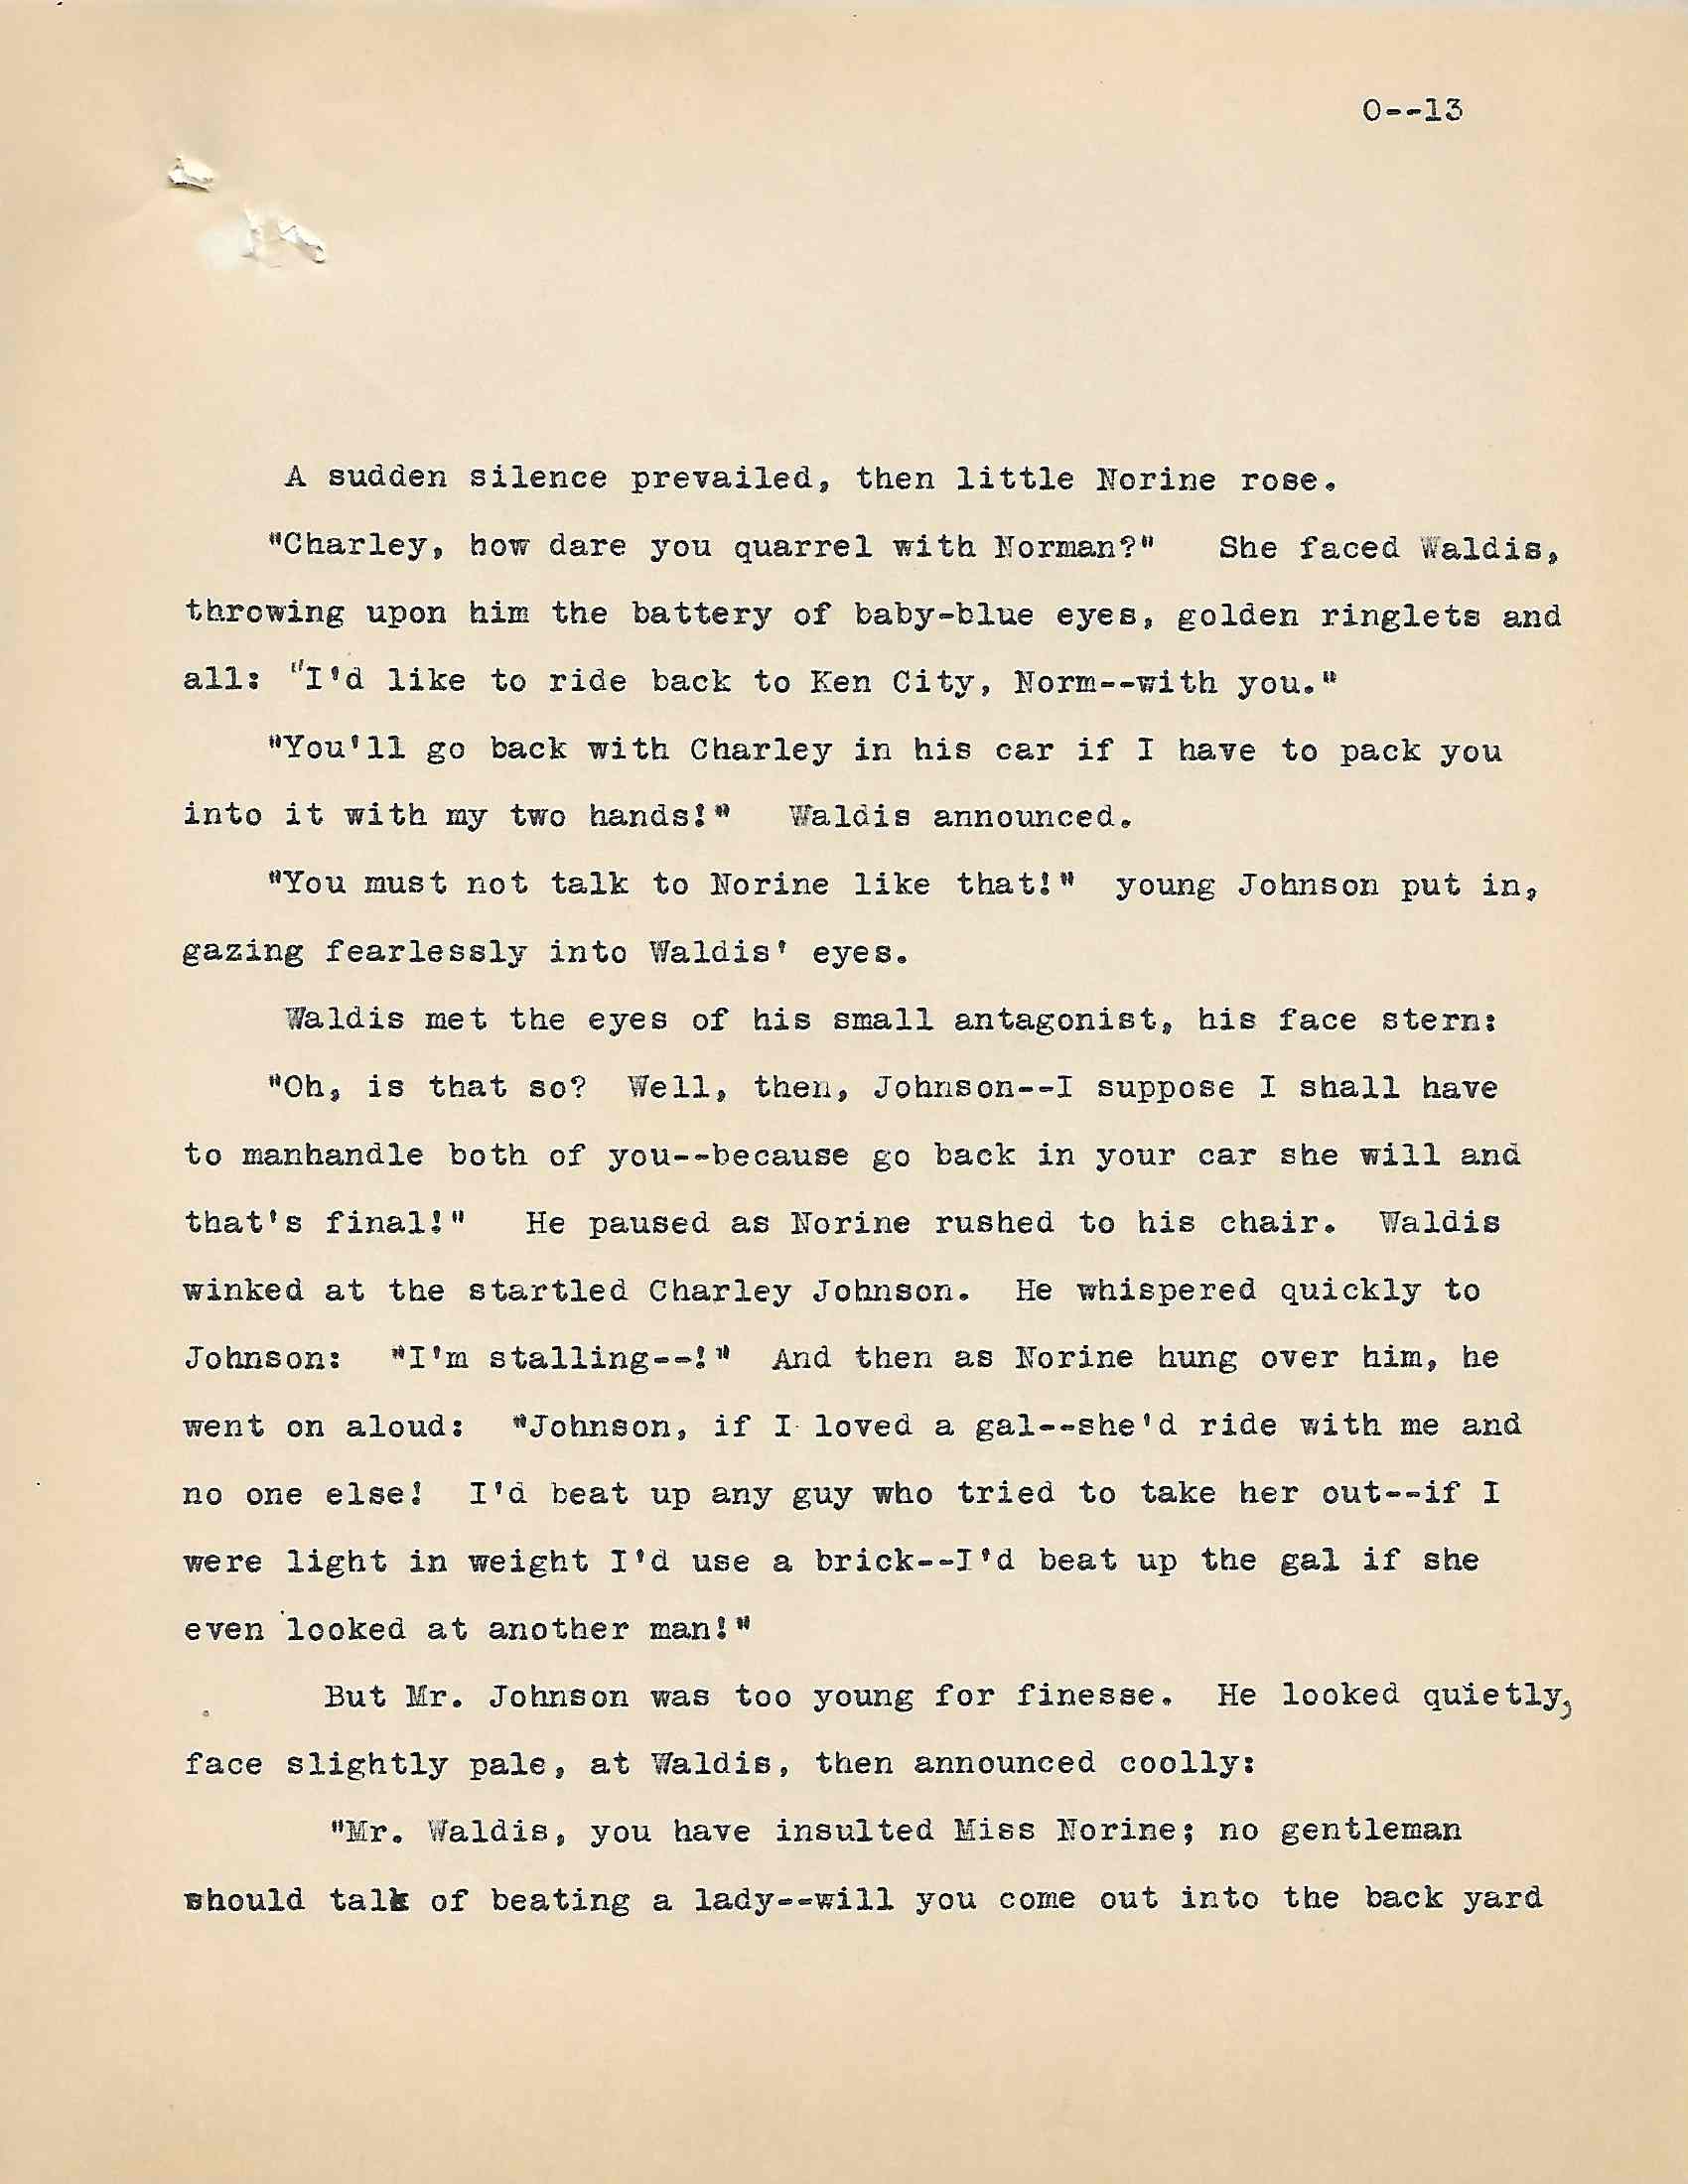 0--13
A sudden silence prevailed, then little Norine rose.
"Charley, how dare you quarrel with Norman?" She faced Waldis,
throwing upon him the battery of baby-blue eyes, golden ringlets and
all: "I'd like to ride back to Ken City, Norm--with you."
"You'll go back with Charley in his car if I have to pack you
into it with my two hands!" Waldis announced.
"You must not talk to Norine like that!" young Johnson put in,
gazing fearlessly into Waldis' eyes.
Waldis met the eyes of his small antagonist, his face stern:
"Oh, is that so? Well, then, Johnson--I suppose I shall have
to manhandle both of you--because go back in your car she will and
that's final!" He paused as Norine rushed to his chair. Waldis
winked at the startled Charley Johnson. He whispered quickly to
Johnson: "I'm stalling--!" And then as Norine hung over him, he
went on aloud: "Johnson, if I loved a gal--she'd ride with me and
no one else! I'd beat up any guy who tried to take her out--if I
were light in weight I'd use a brick--I'd beat up the gal if she
even looked at another man!"
But Mr. Johnson was too young for finesse. He looked quietly,
face slightly pale, at Waldis, then announced coolly:
"Mr. Waldis, you have insulted Miss Norine; no gentleman
should talk of beating a lady--will you come out into the back yard